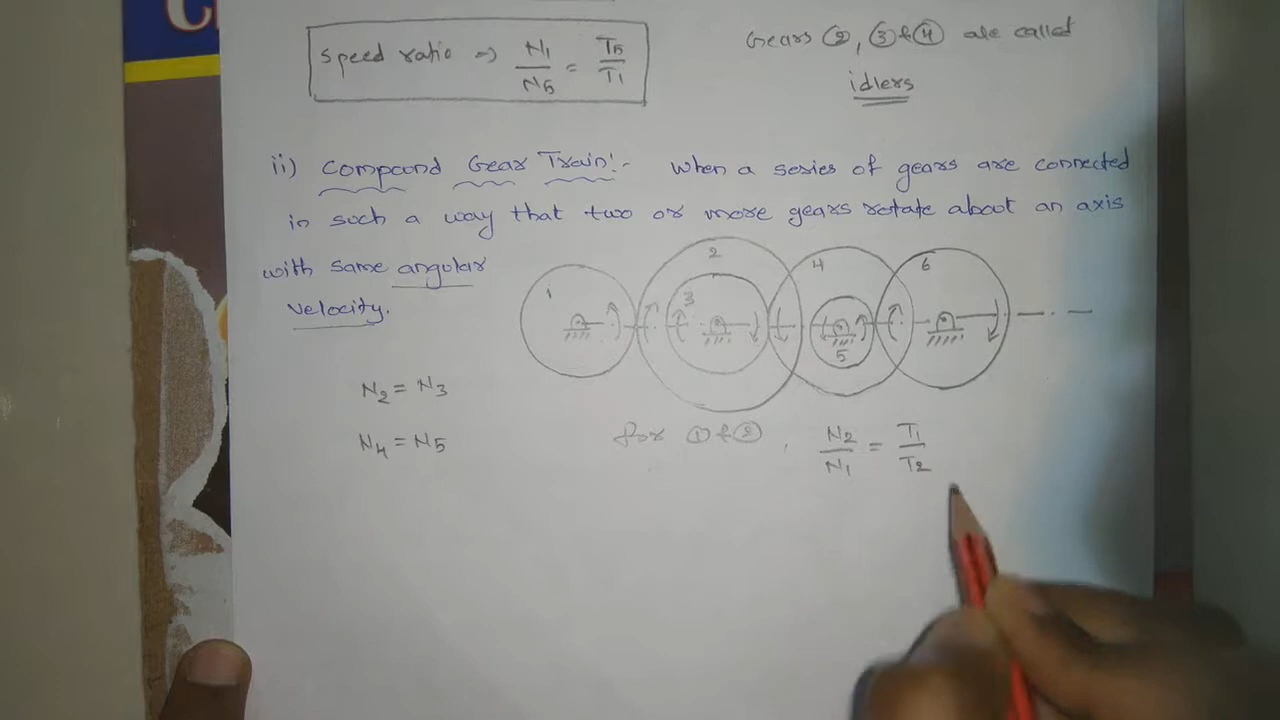 C
Speed ratio ⇒ N1/N5 = T5/T1
Gears ②, ③ & ④ are called
idlers
ii) Compound Gear Train:- When a series of gears are connected
in such a way that two or more gears rotate about an axis
with same angular
velocity.
1 2 3 4 5 6
N2 = N3
N4 = N5
for ① & ② , N2/N1 = T1/T2